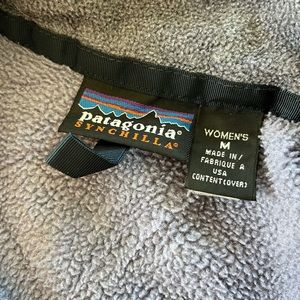 patagonia®
SYNCHILLA®
WOMEN'S
M
MADE IN/
FABRIQUE A
USA
CONTENT(OVER)